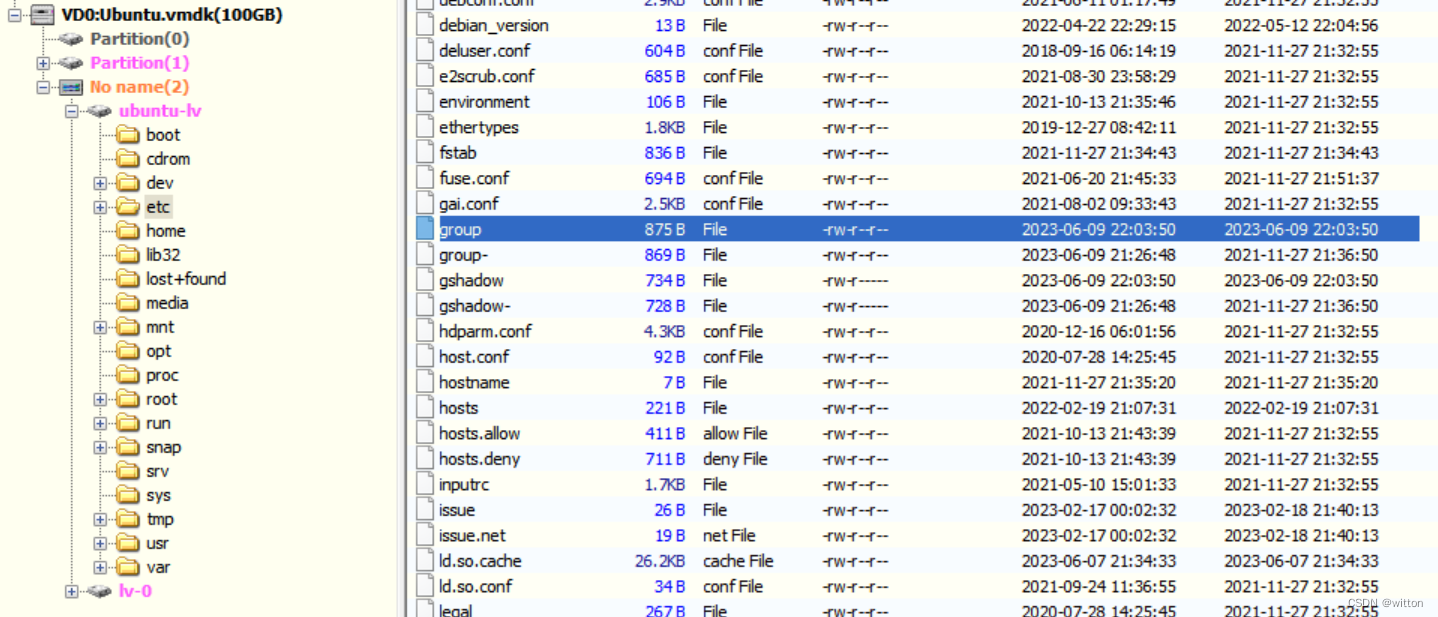 VD0:Ubuntu.vmdk(100GB)
Partition(0)
Partition(1)
No name(2)
ubuntu-lv
boot
cdrom
dev
etc
home
lib32
lost+found
media
mnt
opt
proc
root
run
snap
srv
sys
tmp
usr
var
lv-0
debconf.conf 2.9KB conf File -rw-r--r-- 2021-06-11 01:17:49 2021-11-27 21:32:55
debian_version 13 B File -rw-r--r-- 2022-04-22 22:29:15 2022-05-12 22:04:56
deluser.conf 604 B conf File -rw-r--r-- 2018-09-16 06:14:19 2021-11-27 21:32:55
e2scrub.conf 685 B conf File -rw-r--r-- 2021-08-30 23:58:29 2021-11-27 21:32:55
environment 106 B File -rw-r--r-- 2021-10-13 21:35:46 2021-11-27 21:32:55
ethertypes 1.8KB File -rw-r--r-- 2019-12-27 08:42:11 2021-11-27 21:32:55
fstab 836 B File -rw-r--r-- 2021-11-27 21:34:43 2021-11-27 21:34:43
fuse.conf 694 B conf File -rw-r--r-- 2021-06-20 21:45:33 2021-11-27 21:51:37
gai.conf 2.5KB conf File -rw-r--r-- 2021-08-02 09:33:43 2021-11-27 21:32:55
group 875 B File -rw-r--r-- 2023-06-09 22:03:50 2023-06-09 22:03:50
group- 869 B File -rw-r--r-- 2023-06-09 21:26:48 2021-11-27 21:36:50
gshadow 734 B File -rw-r----- 2023-06-09 22:03:50 2023-06-09 22:03:50
gshadow- 728 B File -rw-r----- 2023-06-09 21:26:48 2021-11-27 21:36:50
hdparm.conf 4.3KB conf File -rw-r--r-- 2020-12-16 06:01:56 2021-11-27 21:32:55
host.conf 92 B conf File -rw-r--r-- 2020-07-28 14:25:45 2021-11-27 21:32:55
hostname 7 B File -rw-r--r-- 2021-11-27 21:35:20 2021-11-27 21:35:20
hosts 221 B File -rw-r--r-- 2022-02-19 21:07:31 2022-02-19 21:07:31
hosts.allow 411 B allow File -rw-r--r-- 2021-10-13 21:43:39 2021-11-27 21:32:55
hosts.deny 711 B deny File -rw-r--r-- 2021-10-13 21:43:39 2021-11-27 21:32:55
inputrc 1.7KB File -rw-r--r-- 2021-05-10 15:01:33 2021-11-27 21:32:55
issue 26 B File -rw-r--r-- 2023-02-17 00:02:32 2023-02-18 21:40:13
issue.net 19 B net File -rw-r--r-- 2023-02-17 00:02:32 2023-02-18 21:40:13
ld.so.cache 26.2KB cache File -rw-r--r-- 2023-06-07 21:34:33 2023-06-07 21:34:33
ld.so.conf 34 B conf File -rw-r--r-- 2021-09-24 11:36:55 2021-11-27 21:32:55
legal 267 B File -rw-r--r-- 2020-07-28 14:25:45 2021-11-27 21:32:55
CSDN @witton